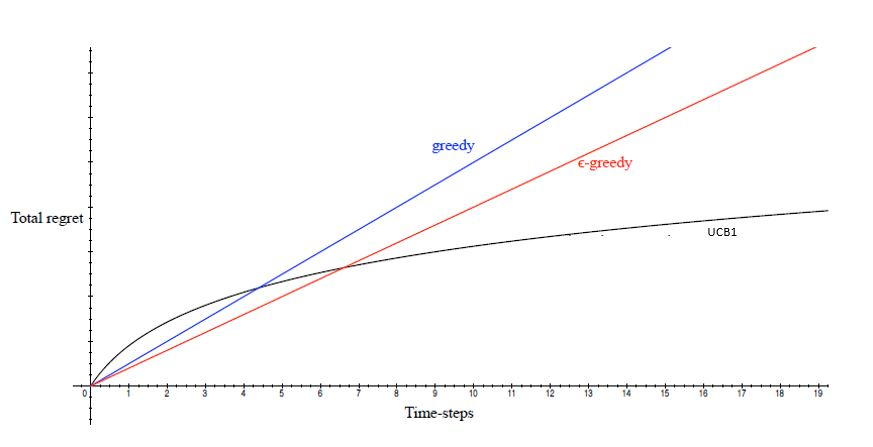 greedy
ϵ-greedy
Total regret
UCB1
0 1 2 3 4 5 6 7 8 9 10 11 12 13 14 15 16 17 18 19
Time-steps